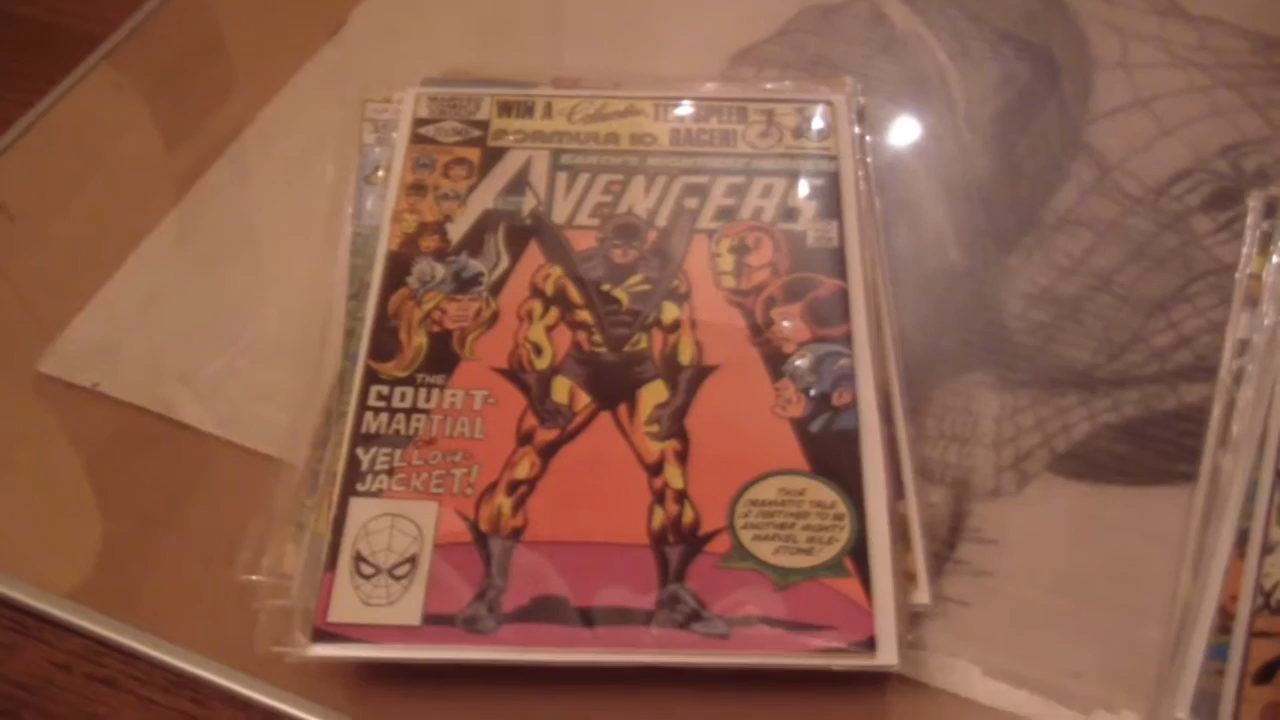 WIN A Columbia TEN SPEED
FORMULA 10 RACER!
EARTH'S MIGHTIEST HEROES
AVENGERS
THE
COURT-
MARTIAL
OF
YELLOW-
JACKET!
THIS
DRAMATIC TALE
IS DESTINED TO BE
ANOTHER MIGHTY
MARVEL MILE-
STONE!